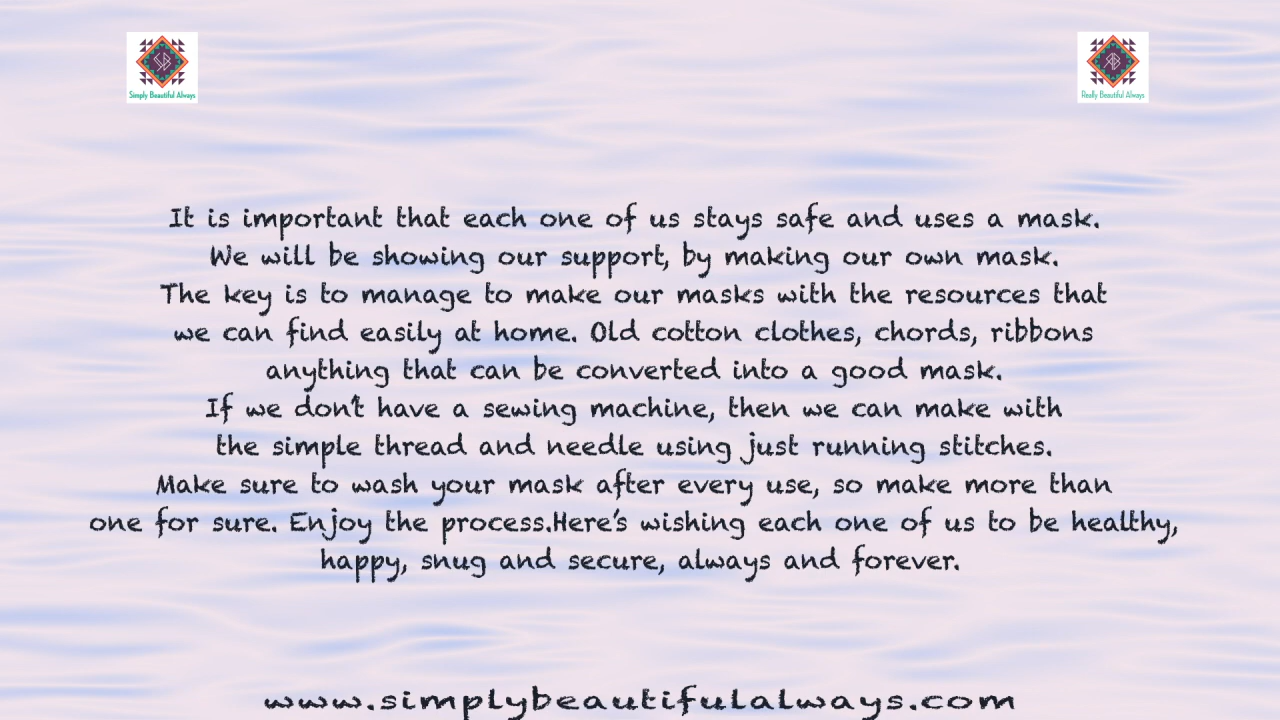 SB
Simply Beautiful Always
RB
Really Beautiful Always
It is important that each one of us stays safe and uses a mask.
We will be showing our support, by making our own mask.
The key is to manage to make our masks with the resources that
we can find easily at home. Old cotton clothes, chords, ribbons
anything that can be converted into a good mask.
If we don't have a sewing machine, then we can make with
the simple thread and needle using just running stitches.
Make sure to wash your mask after every use, so make more than
one for sure. Enjoy the process.Here's wishing each one of us to be healthy,
happy, snug and secure, always and forever.
www.simplybeautifulalways.com